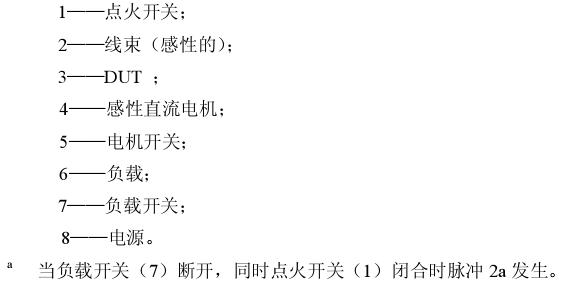 1——点火开关；
2——线束（感性的）；
3——DUT ；
4——感性直流电机；
5——电机开关；
6——负载；
7——负载开关；
8——电源。
a 当负载开关（7）断开，同时点火开关（1）闭合时脉冲 2a 发生。